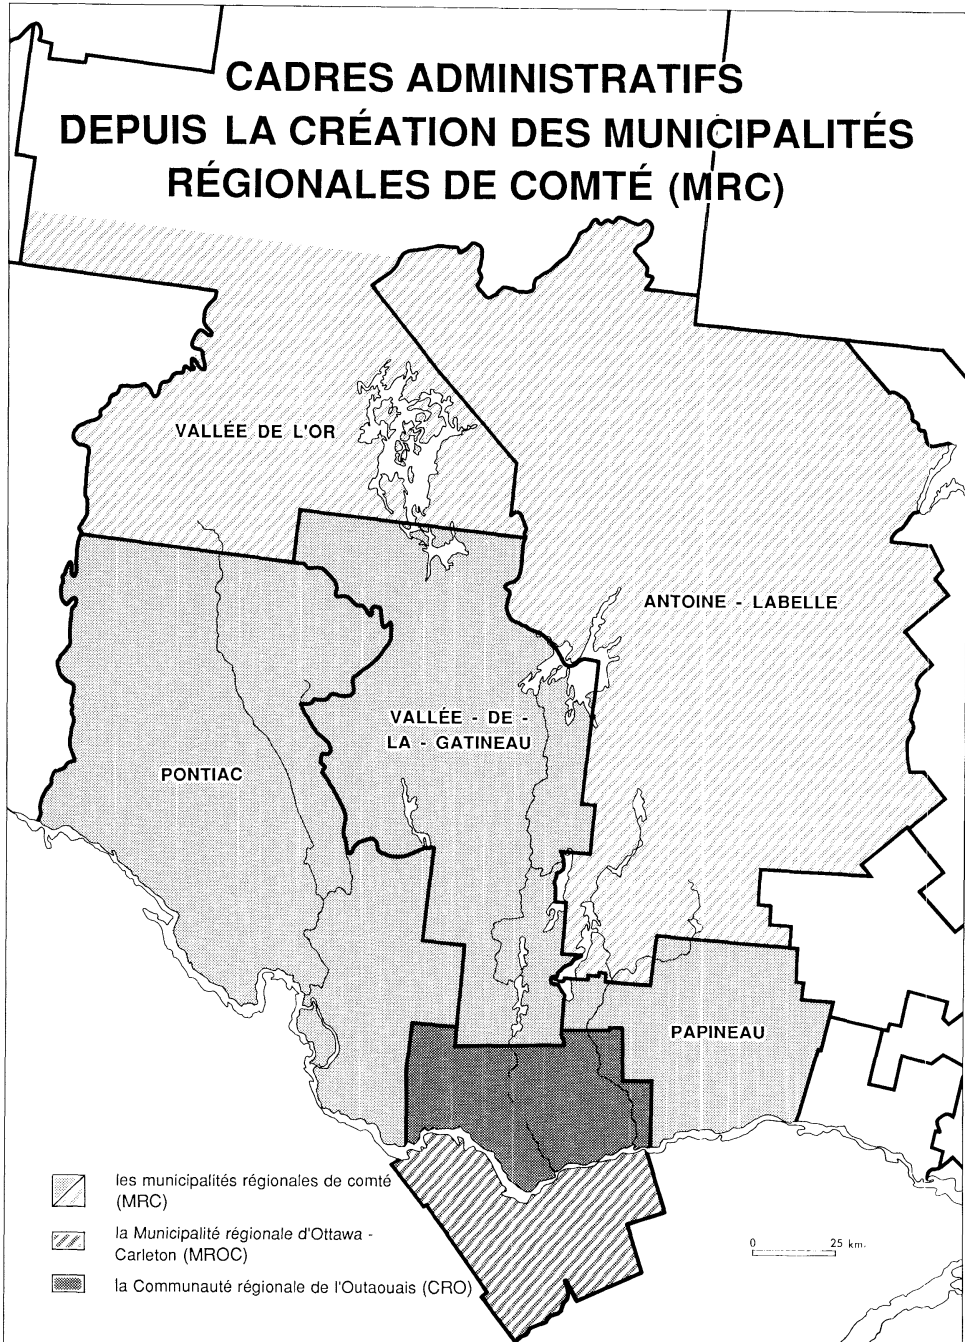 CADRES ADMINISTRATIFS
DEPUIS LA CRÉATION DES MUNICIPALITÉS
RÉGIONALES DE COMTÉ (MRC)
VALLÉE DE L'OR
ANTOINE - LABELLE
VALLÉE - DE -
LA - GATINEAU
PONTIAC
PAPINEAU
les municipalités régionales de comté
(MRC)
la Municipalité régionale d'Ottawa -
Carleton (MROC)
la Communauté régionale de l'Outaouais (CRO)
0 25 km.